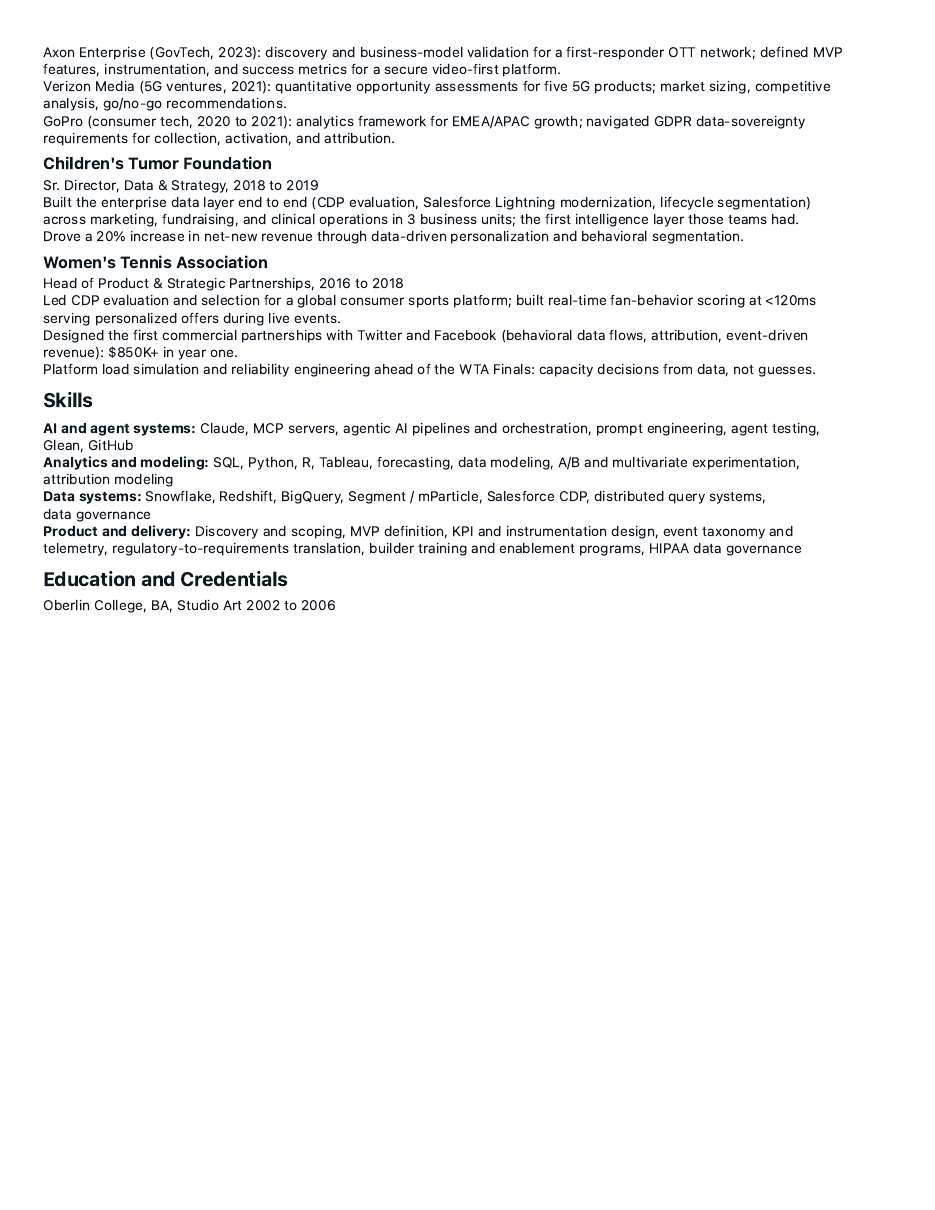 Axon Enterprise (GovTech, 2023): discovery and business-model validation for a first-responder OTT network; defined MVP
features, instrumentation, and success metrics for a secure video-first platform.
Verizon Media (5G ventures, 2021): quantitative opportunity assessments for five 5G products; market sizing, competitive
analysis, go/no-go recommendations.
GoPro (consumer tech, 2020 to 2021): analytics framework for EMEA/APAC growth; navigated GDPR data-sovereignty
requirements for collection, activation, and attribution.
Children's Tumor Foundation
Sr. Director, Data & Strategy, 2018 to 2019
Built the enterprise data layer end to end (CDP evaluation, Salesforce Lightning modernization, lifecycle segmentation)
across marketing, fundraising, and clinical operations in 3 business units; the first intelligence layer those teams had.
Drove a 20% increase in net-new revenue through data-driven personalization and behavioral segmentation.
Women's Tennis Association
Head of Product & Strategic Partnerships, 2016 to 2018
Led CDP evaluation and selection for a global consumer sports platform; built real-time fan-behavior scoring at <120ms
serving personalized offers during live events.
Designed the first commercial partnerships with Twitter and Facebook (behavioral data flows, attribution, event-driven
revenue): $850K+ in year one.
Platform load simulation and reliability engineering ahead of the WTA Finals: capacity decisions from data, not guesses.
Skills
AI and agent systems: Claude, MCP servers, agentic AI pipelines and orchestration, prompt engineering, agent testing,
Glean, GitHub
Analytics and modeling: SQL, Python, R, Tableau, forecasting, data modeling, A/B and multivariate experimentation,
attribution modeling
Data systems: Snowflake, Redshift, BigQuery, Segment / mParticle, Salesforce CDP, distributed query systems,
data governance
Product and delivery: Discovery and scoping, MVP definition, KPI and instrumentation design, event taxonomy and
telemetry, regulatory-to-requirements translation, builder training and enablement programs, HIPAA data governance
Education and Credentials
Oberlin College, BA, Studio Art 2002 to 2006